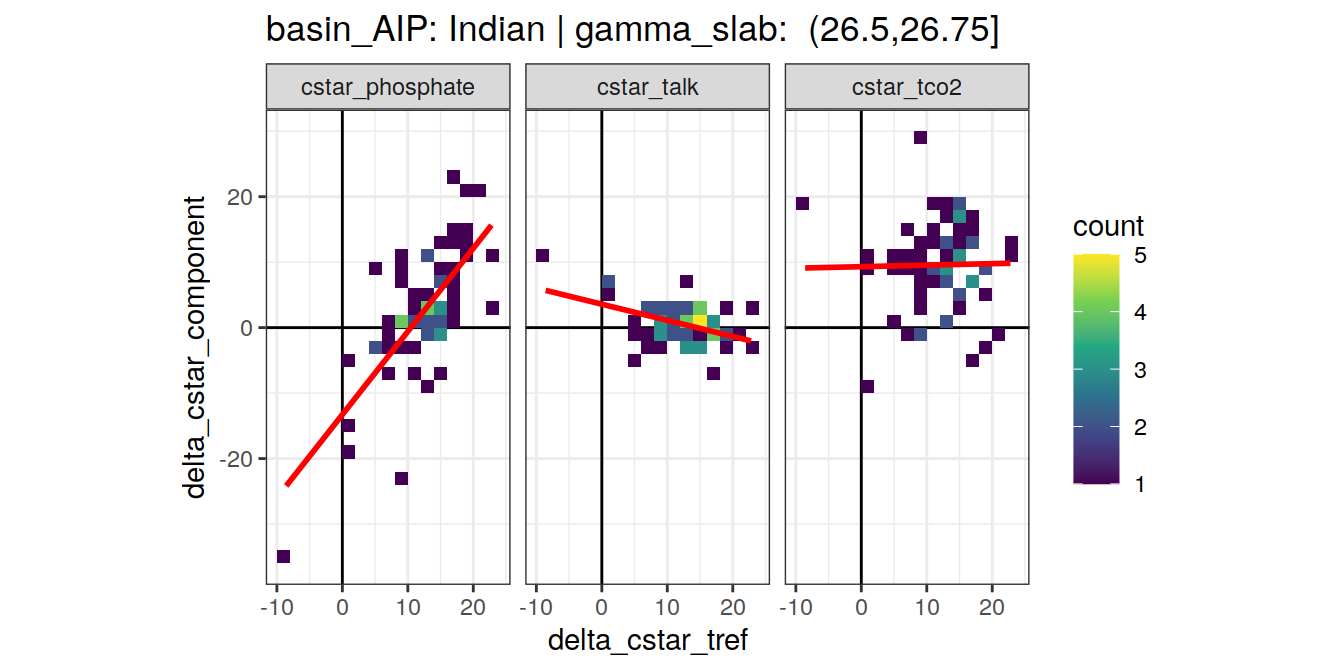 basin_AIP: Indian | gamma_slab:  (26.5,26.75]
cstar_phosphate
cstar_talk
cstar_tco2
delta_cstar_component
20
0
-20
-10 0 10 20
-10 0 10 20
-10 0 10 20
delta_cstar_tref
count
5
4
3
2
1